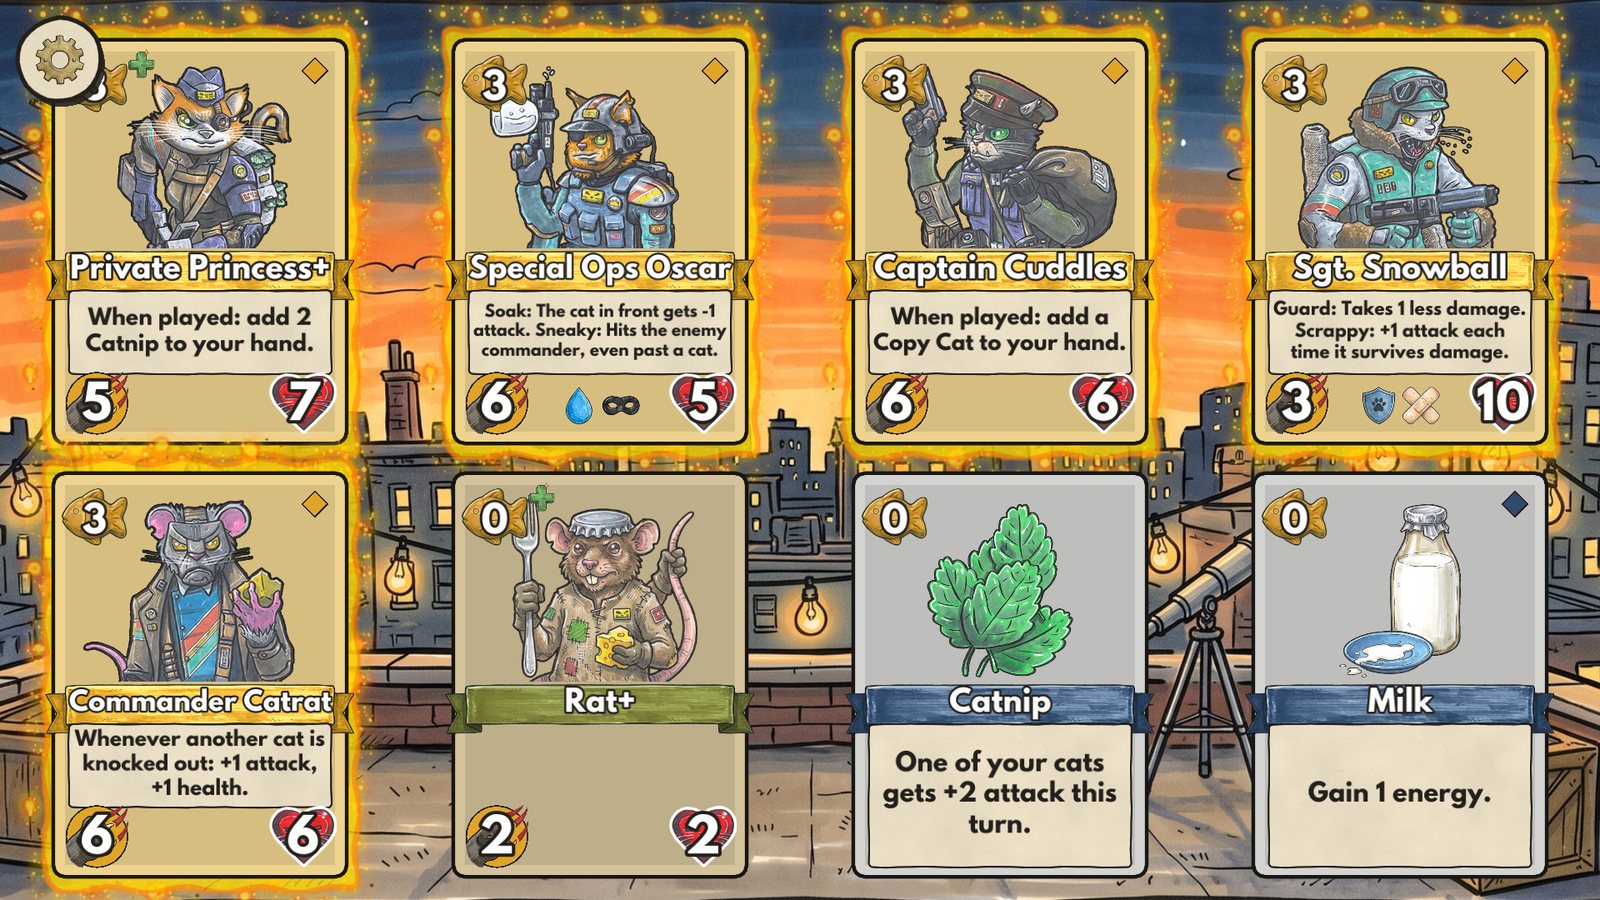 Private Princess+
When played: add 2
Catnip to your hand.
5
7
3
Special Ops Oscar
Soak: The cat in front gets -1
attack. Sneaky: Hits the enemy
commander, even past a cat.
6
5
3
Captain Cuddles
When played: add a
Copy Cat to your hand.
6
6
3
Sgt. Snowball
Guard: Takes 1 less damage.
Scrappy: +1 attack each
time it survives damage.
3
10
3
Commander Catrat
Whenever another cat is
knocked out: +1 attack,
+1 health.
6
6
0
Rat+
2
2
0
Catnip
One of your cats
gets +2 attack this
turn.
0
Milk
Gain 1 energy.